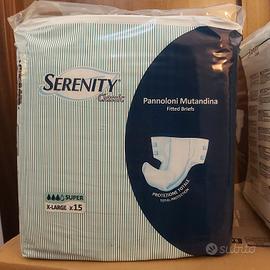 SERENITY
Classic
Pannoloni Mutandina
Fitted Briefs
PROTEZIONE TOTALE
TOTAL PROTECTION
SUPER
X-LARGE x15
subito